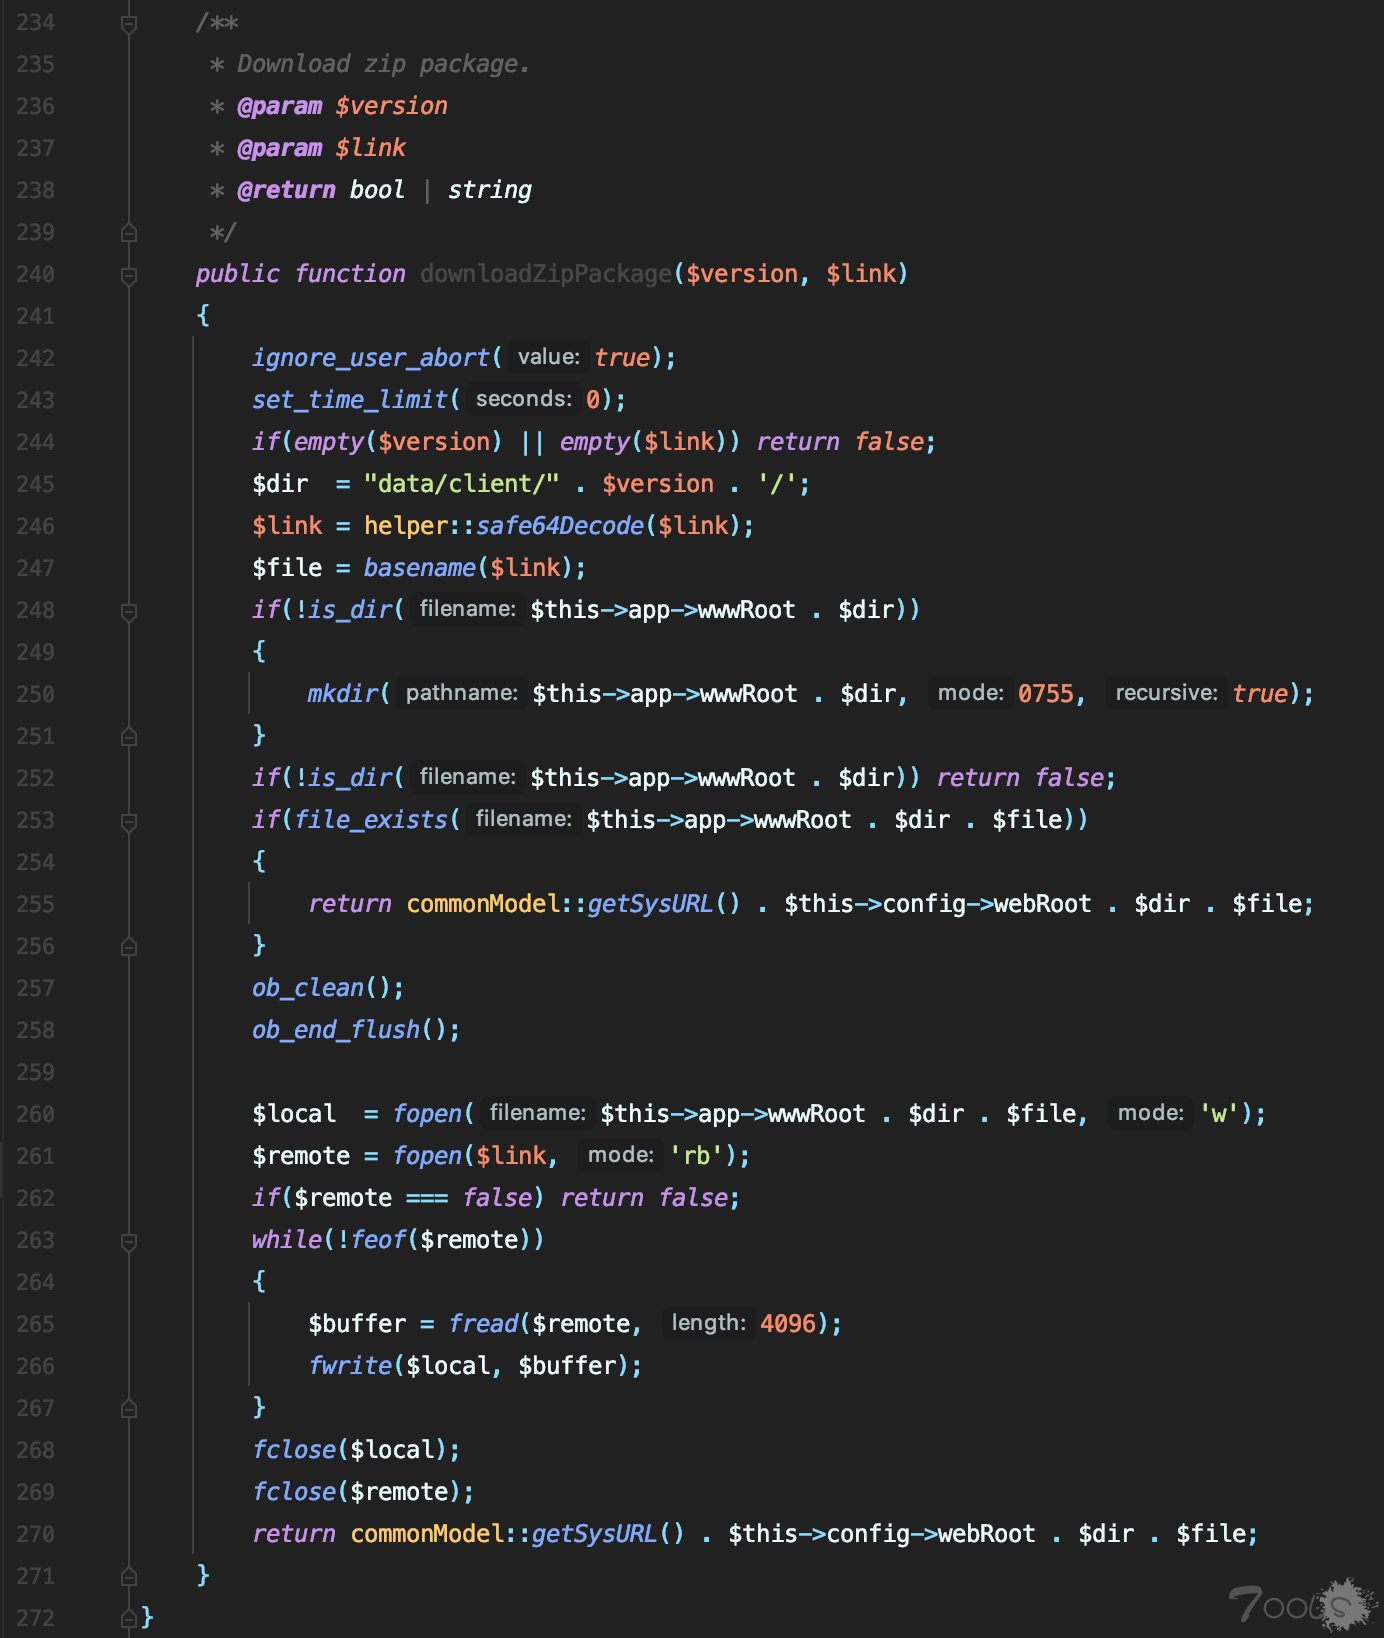 234 /**
235  * Download zip package.
236  * @param $version
237  * @param $link
238  * @return bool | string
239  */
240 public function downloadZipPackage($version, $link)
241 {
242     ignore_user_abort( value: true);
243     set_time_limit( seconds: 0);
244     if(empty($version) || empty($link)) return false;
245     $dir  = "data/client/" . $version . '/';
246     $link = helper::safe64Decode($link);
247     $file = basename($link);
248     if(!is_dir( filename: $this->app->wwwRoot . $dir))
249     {
250         mkdir( pathname: $this->app->wwwRoot . $dir, mode: 0755, recursive: true);
251     }
252     if(!is_dir( filename: $this->app->wwwRoot . $dir)) return false;
253     if(file_exists( filename: $this->app->wwwRoot . $dir . $file))
254     {
255         return commonModel::getSysURL() . $this->config->webRoot . $dir . $file;
256     }
257     ob_clean();
258     ob_end_flush();
259
260     $local  = fopen( filename: $this->app->wwwRoot . $dir . $file, mode: 'w');
261     $remote = fopen($link, mode: 'rb');
262     if($remote === false) return false;
263     while(!feof($remote))
264     {
265         $buffer = fread($remote, length: 4096);
266         fwrite($local, $buffer);
267     }
268     fclose($local);
269     fclose($remote);
270     return commonModel::getSysURL() . $this->config->webRoot . $dir . $file;
271 }
272 }
7ools